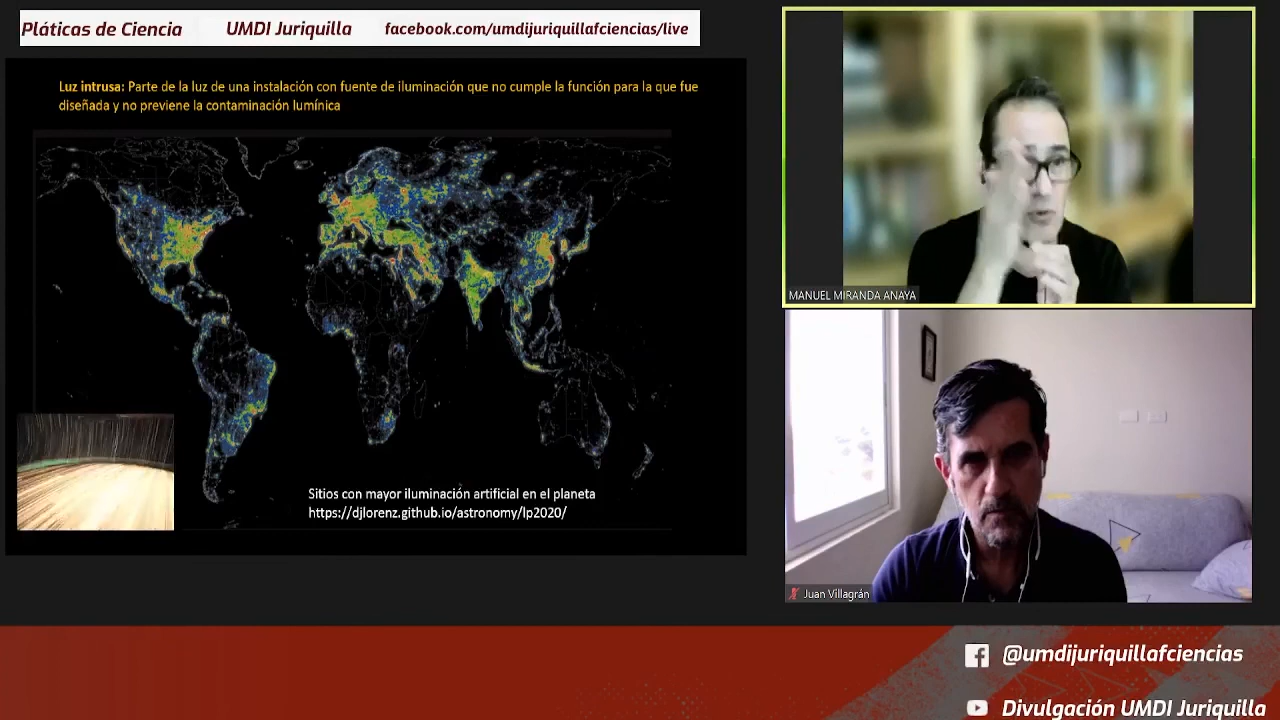 Pláticas de Ciencia UMDI Juriquilla facebook.com/umdijuriquillafciencias/live
Luz intrusa: Parte de la luz de una instalación con fuente de iluminación que no cumple la función para la que fue
diseñada y no previene la contaminación lumínica
Sitios con mayor iluminación artificial en el planeta
https://djlorenz.github.io/astronomy/lp2020/
MANUEL MIRANDA ANAYA
Juan Villagrán
@umdijuriquillafciencias
Divulgación UMDI Juriquilla